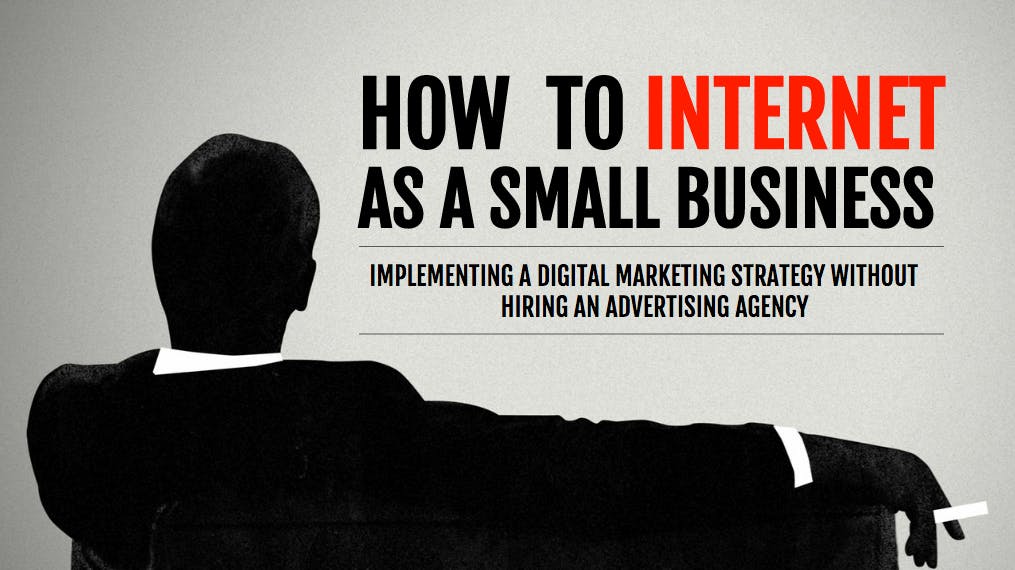 HOW TO INTERNET
AS A SMALL BUSINESS
IMPLEMENTING A DIGITAL MARKETING STRATEGY WITHOUT
HIRING AN ADVERTISING AGENCY